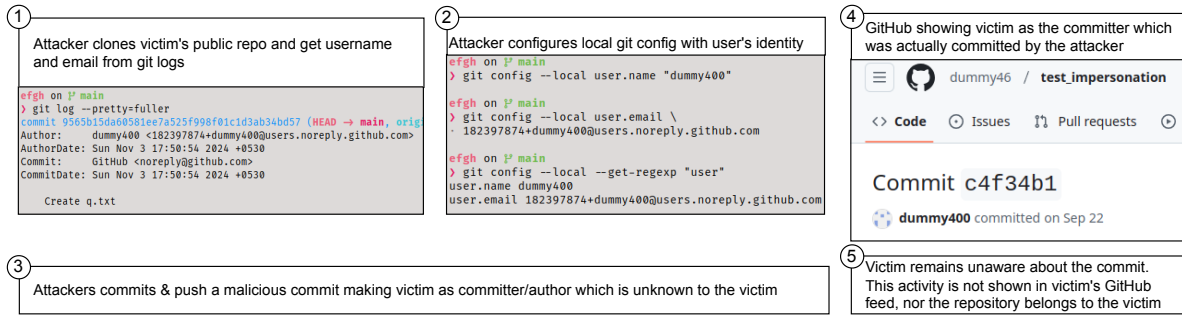 1
Attacker clones victim's public repo and get username
and email from git logs
efgh on main
❯ git log --pretty=fuller
commit 9565b15da60581ee7a525f998f01c1d3ab34bd57 (HEAD → main, orig
Author: dummy400 <182397874+dummy400@users.noreply.github.com>
AuthorDate: Sun Nov 3 17:50:54 2024 +0530
Commit: GitHub <noreply@github.com>
CommitDate: Sun Nov 3 17:50:54 2024 +0530
Create q.txt
2
Attacker configures local git config with user's identity
efgh on main
❯ git config --local user.name "dummy400"
efgh on main
❯ git config --local user.email \
· 182397874+dummy400@users.noreply.github.com
efgh on main
❯ git config --local --get-regexp "user"
user.name dummy400
user.email 182397874+dummy400@users.noreply.github.com
3
Attackers commits & push a malicious commit making victim as committer/author which is unknown to the victim
4
GitHub showing victim as the committer which
was actually committed by the attacker
dummy46 / test_impersonation
<> Code Issues Pull requests
Commit c4f34b1
dummy400 committed on Sep 22
5
Victim remains unaware about the commit.
This activity is not shown in victim's GitHub
feed, nor the repository belongs to the victim